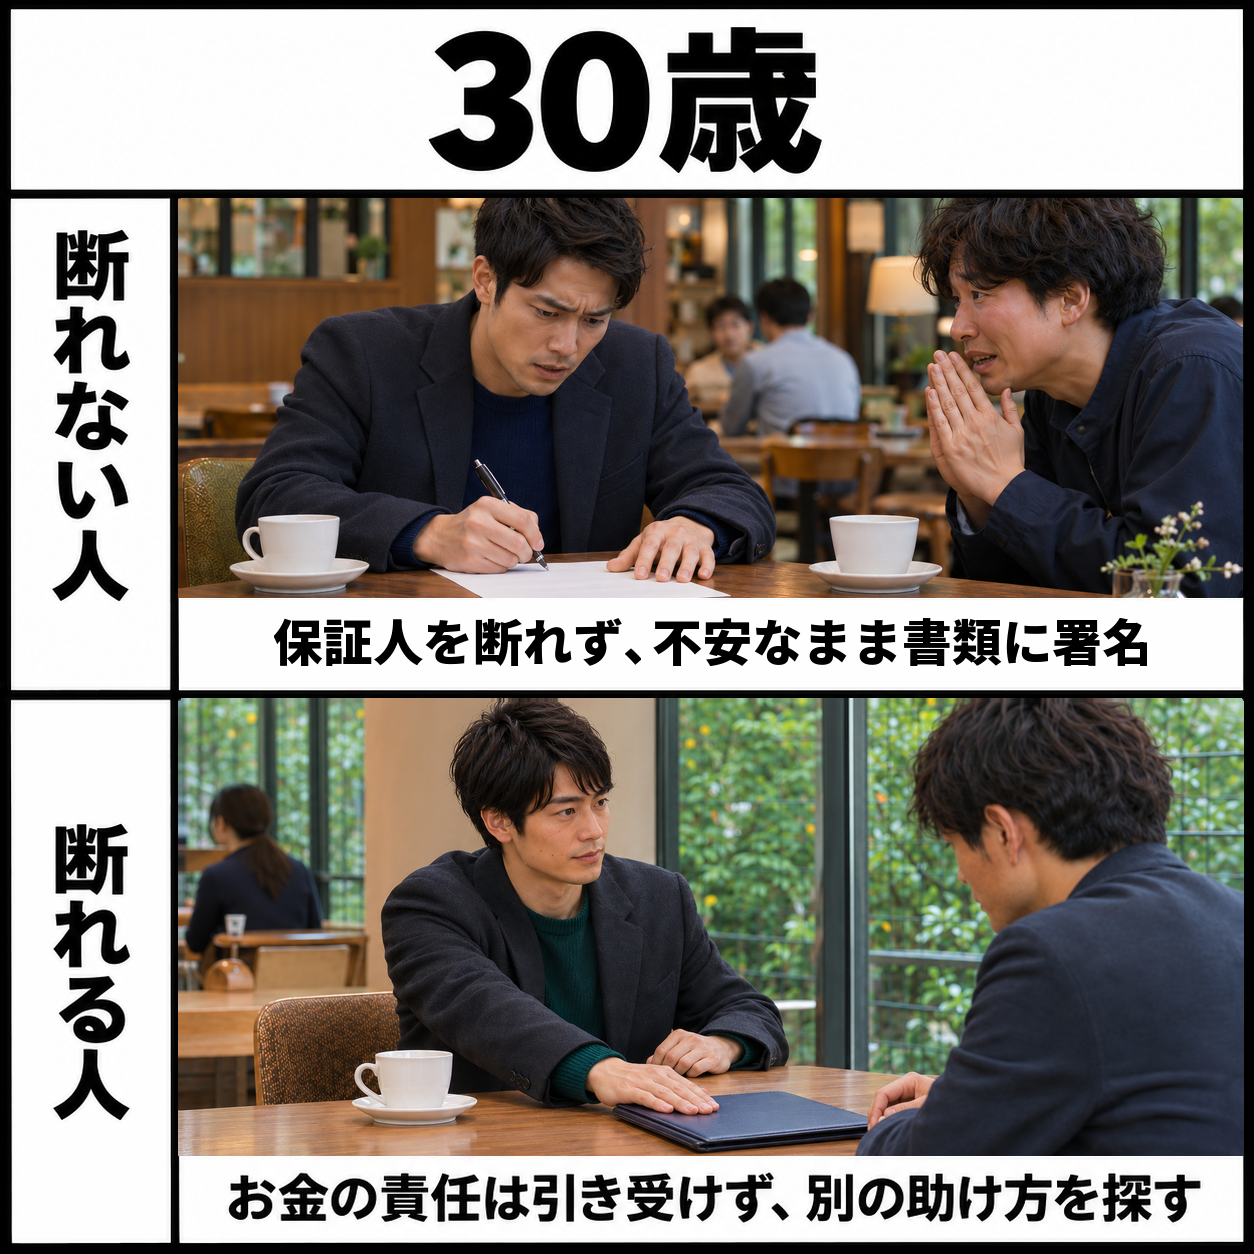 30歳
断れない人
保証人を断れず、不安なまま書類に署名
断れる人
お金の責任は引き受けず、別の助け方を探す